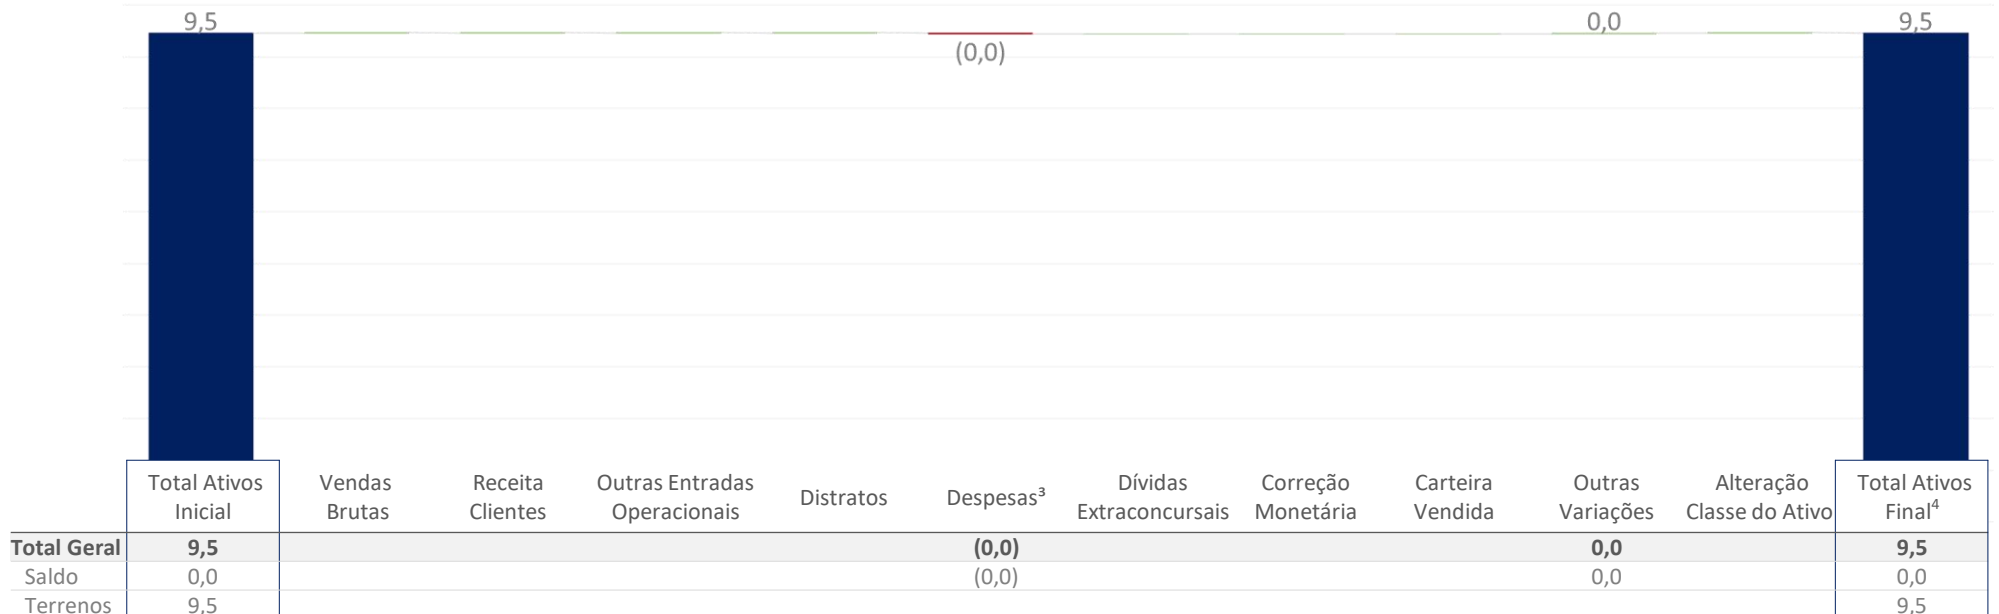 9,5 0,0 9,5
(0,0)
Total Ativos Inicial Vendas Brutas Receita Clientes Outras Entradas Operacionais Distratos Despesas³ Dívidas Extraconcursais Correção Monetária Carteira Vendida Outras Variações Alteração Classe do Ativo Total Ativos Final⁴
Total Geral 9,5 (0,0) 0,0 9,5
Saldo 0,0 (0,0) 0,0 0,0
Terrenos 9,5 9,5